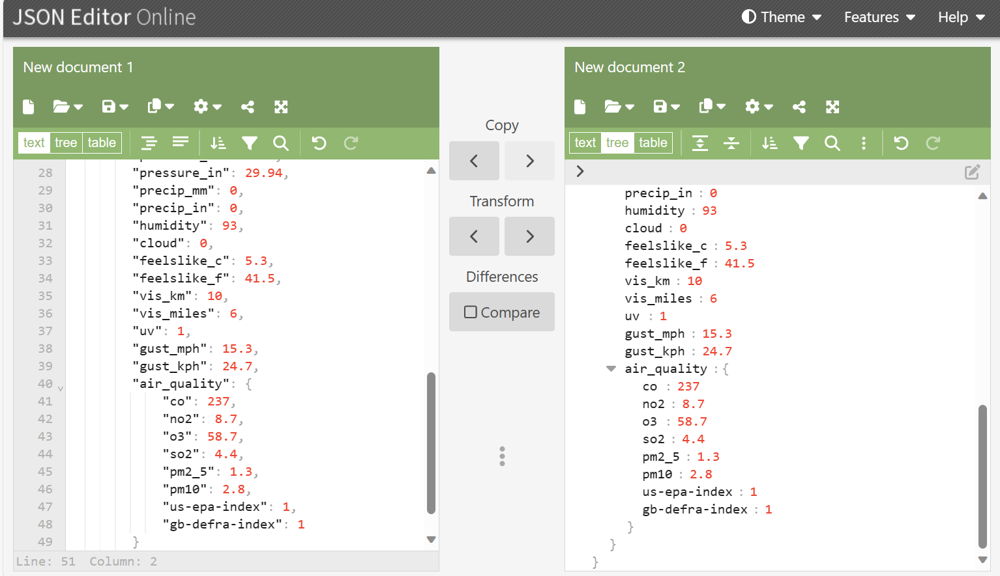 JSON Editor Online
Theme
Features
Help
New document 1
text
tree
table
28 "pressure_in": 29.94,
29 "precip_mm": 0,
30 "precip_in": 0,
31 "humidity": 93,
32 "cloud": 0,
33 "feelslike_c": 5.3,
34 "feelslike_f": 41.5,
35 "vis_km": 10,
36 "vis_miles": 6,
37 "uv": 1,
38 "gust_mph": 15.3,
39 "gust_kph": 24.7,
40 "air_quality": {
41 "co": 237,
42 "no2": 8.7,
43 "o3": 58.7,
44 "so2": 4.4,
45 "pm2_5": 1.3,
46 "pm10": 2.8,
47 "us-epa-index": 1,
48 "gb-defra-index": 1
49 }
Line: 51 Column: 2
Copy
Transform
Differences
Compare
New document 2
text
tree
table
precip_in : 0
humidity : 93
cloud : 0
feelslike_c : 5.3
feelslike_f : 41.5
vis_km : 10
vis_miles : 6
uv : 1
gust_mph : 15.3
gust_kph : 24.7
air_quality : {
co : 237
no2 : 8.7
o3 : 58.7
so2 : 4.4
pm2_5 : 1.3
pm10 : 2.8
us-epa-index : 1
gb-defra-index : 1
}
}
}